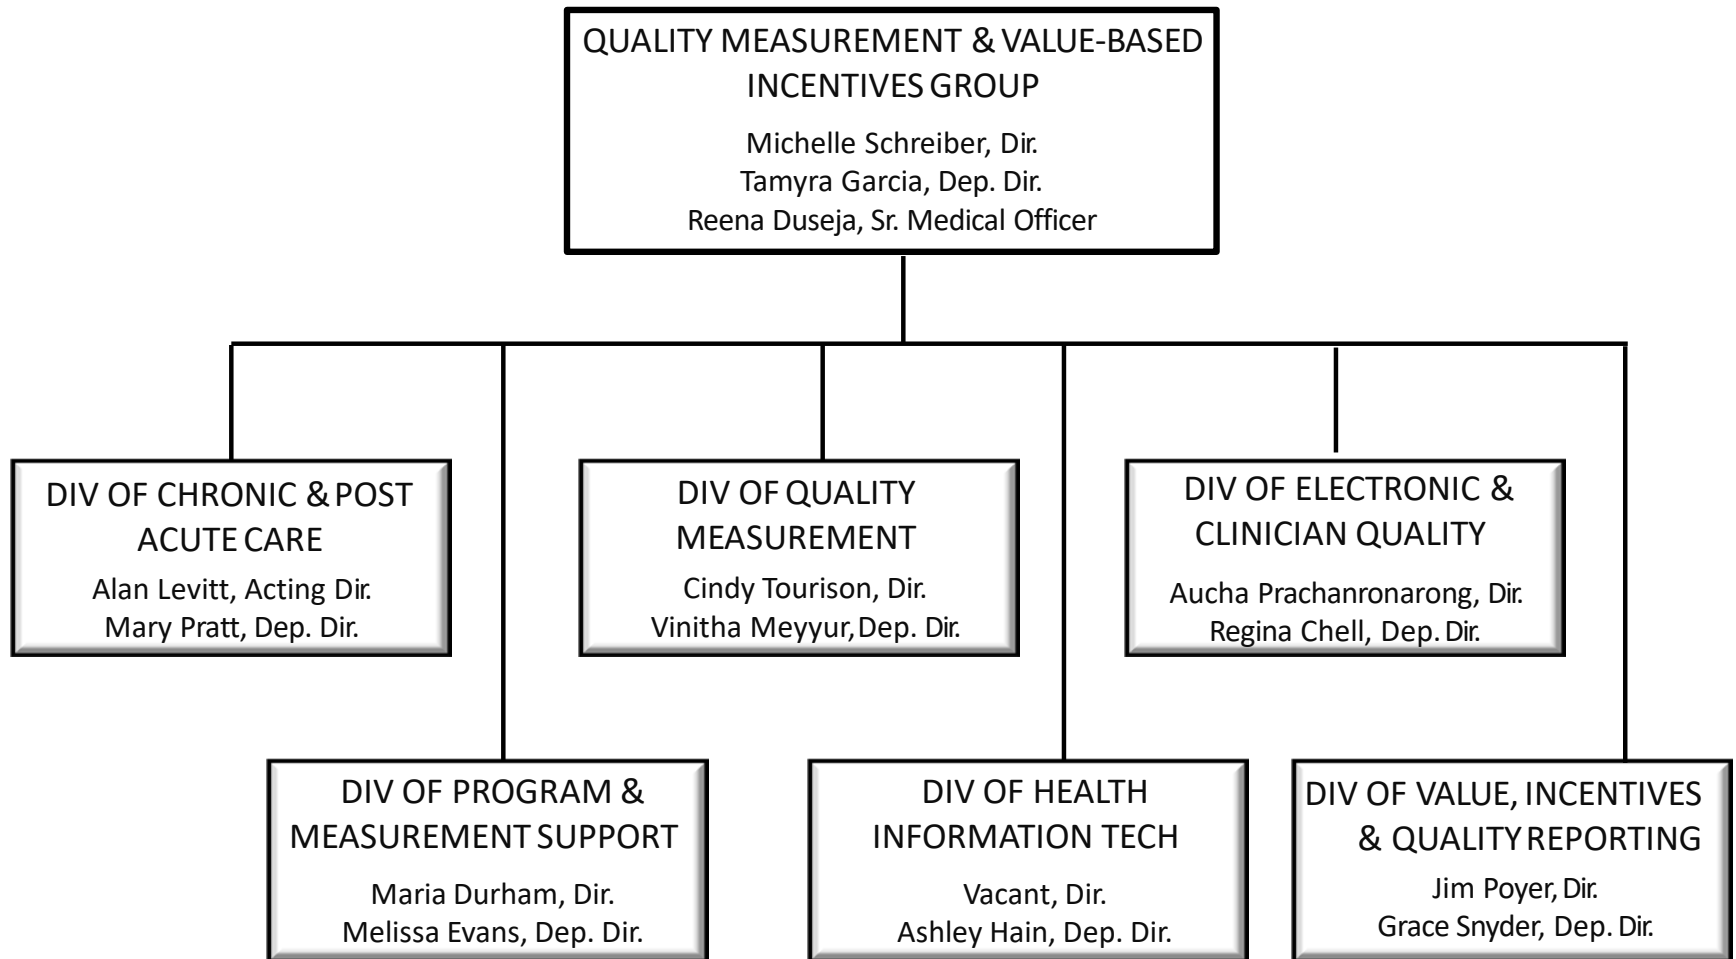 QUALITY MEASUREMENT & VALUE-BASED
INCENTIVES GROUP
Michelle Schreiber, Dir.
Tamyra Garcia, Dep. Dir.
Reena Duseja, Sr. Medical Officer
DIV OF CHRONIC & POST
ACUTE CARE
Alan Levitt, Acting Dir.
Mary Pratt, Dep. Dir.
DIV OF QUALITY
MEASUREMENT
Cindy Tourison, Dir.
Vinitha Meyyur, Dep. Dir.
DIV OF ELECTRONIC &
CLINICIAN QUALITY
Aucha Prachanronarong, Dir.
Regina Chell, Dep. Dir.
DIV OF PROGRAM &
MEASUREMENT SUPPORT
Maria Durham, Dir.
Melissa Evans, Dep. Dir.
DIV OF HEALTH
INFORMATION TECH
Vacant, Dir.
Ashley Hain, Dep. Dir.
DIV OF VALUE, INCENTIVES
& QUALITY REPORTING
Jim Poyer, Dir.
Grace Snyder, Dep. Dir.